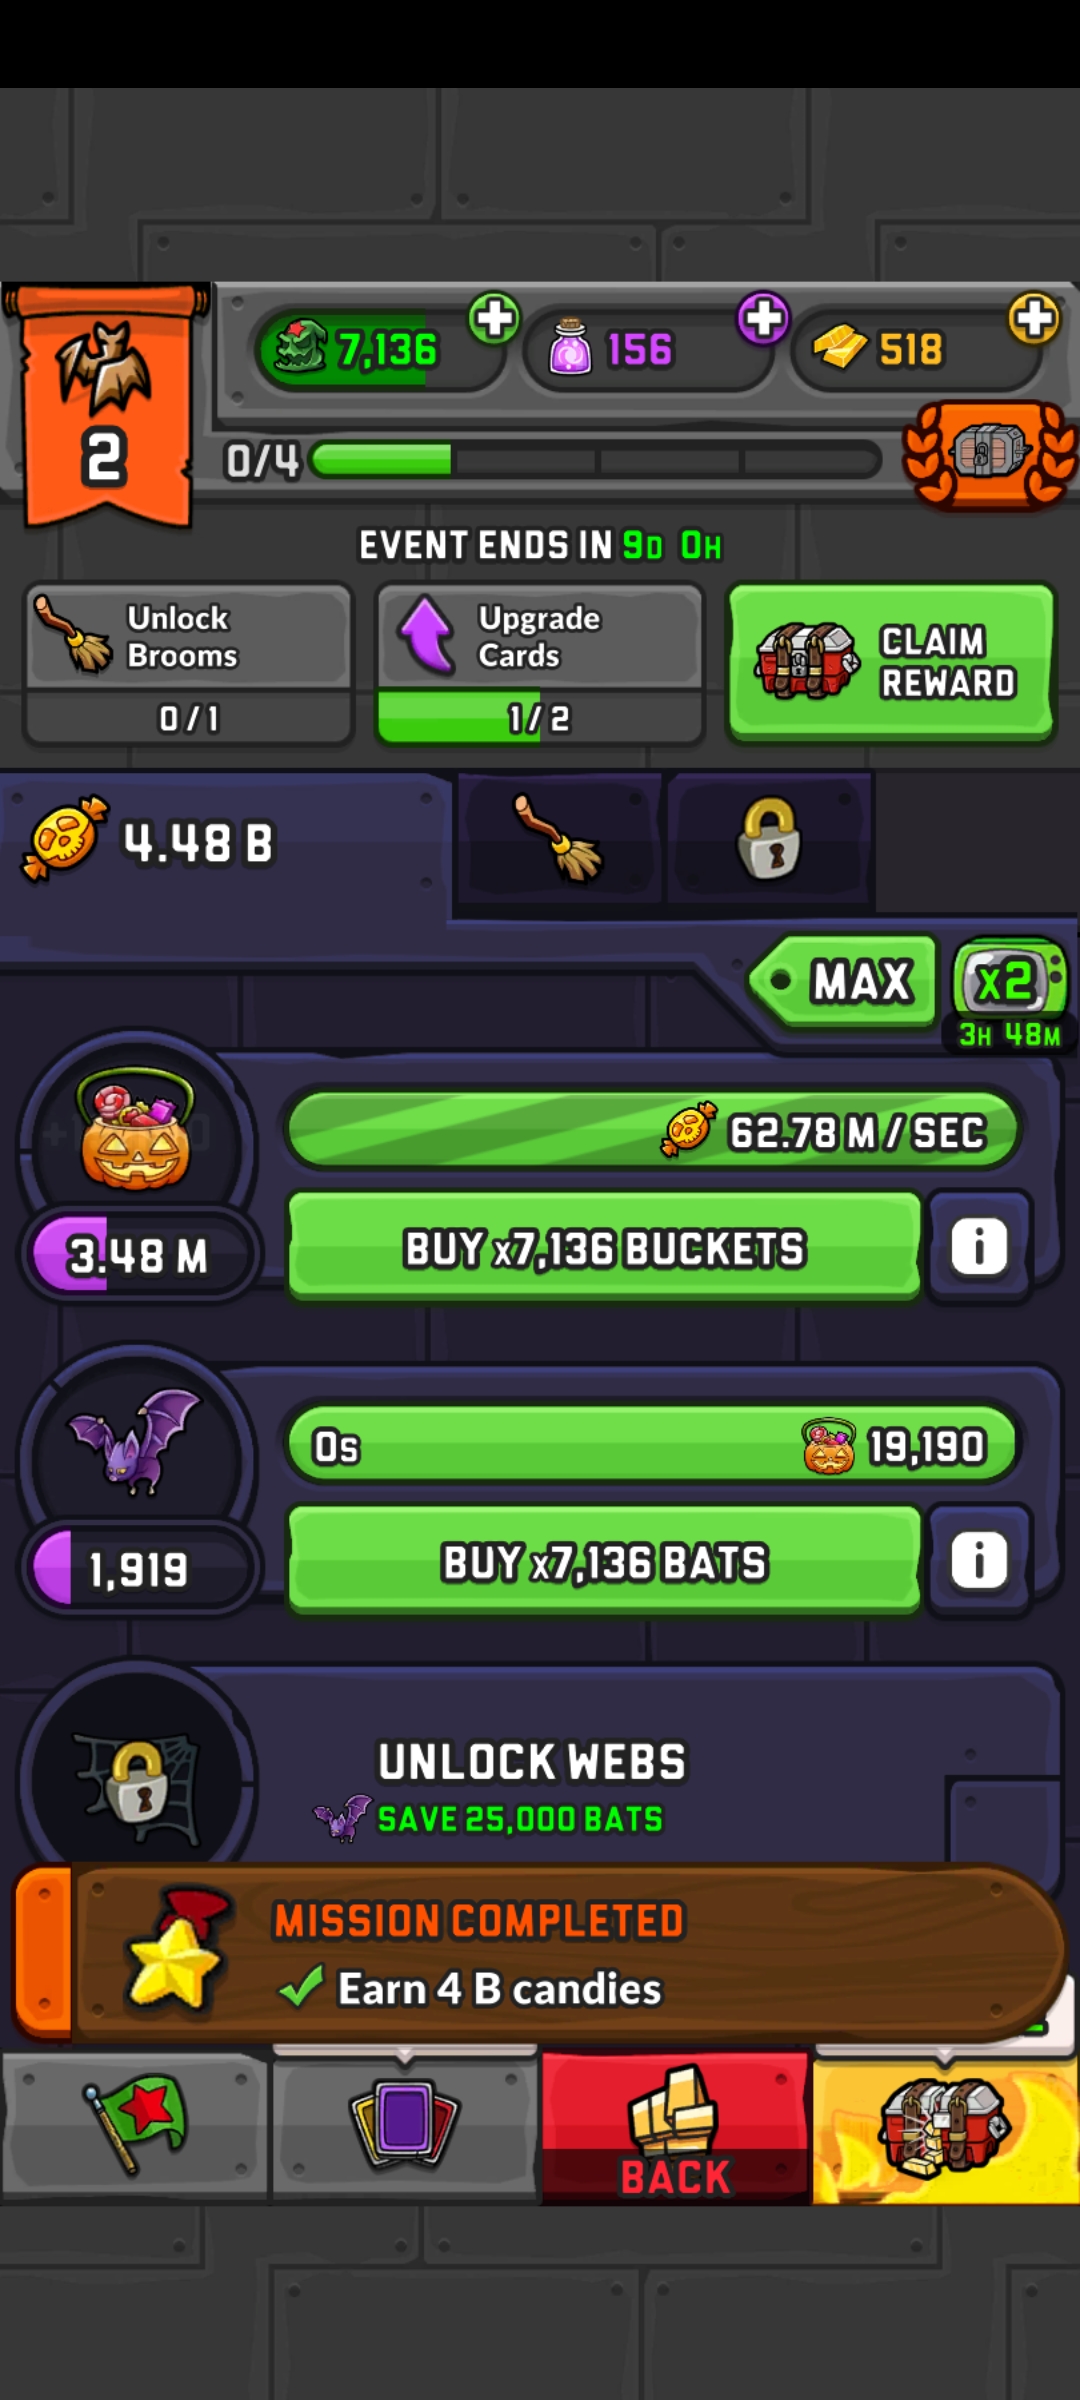 7,136
156
518
2
0/4
EVENT ENDS IN 9D 0H
Unlock
Brooms
0 / 1
Upgrade
Cards
1 / 2
CLAIM
REWARD
4.48 B
MAX
x2
3H 48M
62.78 M / SEC
3.48 M
BUY x7,136 BUCKETS
i
0s
19,190
1,919
BUY x7,136 BATS
i
UNLOCK WEBS
SAVE 25,000 BATS
MISSION COMPLETED
Earn 4 B candies
BACK